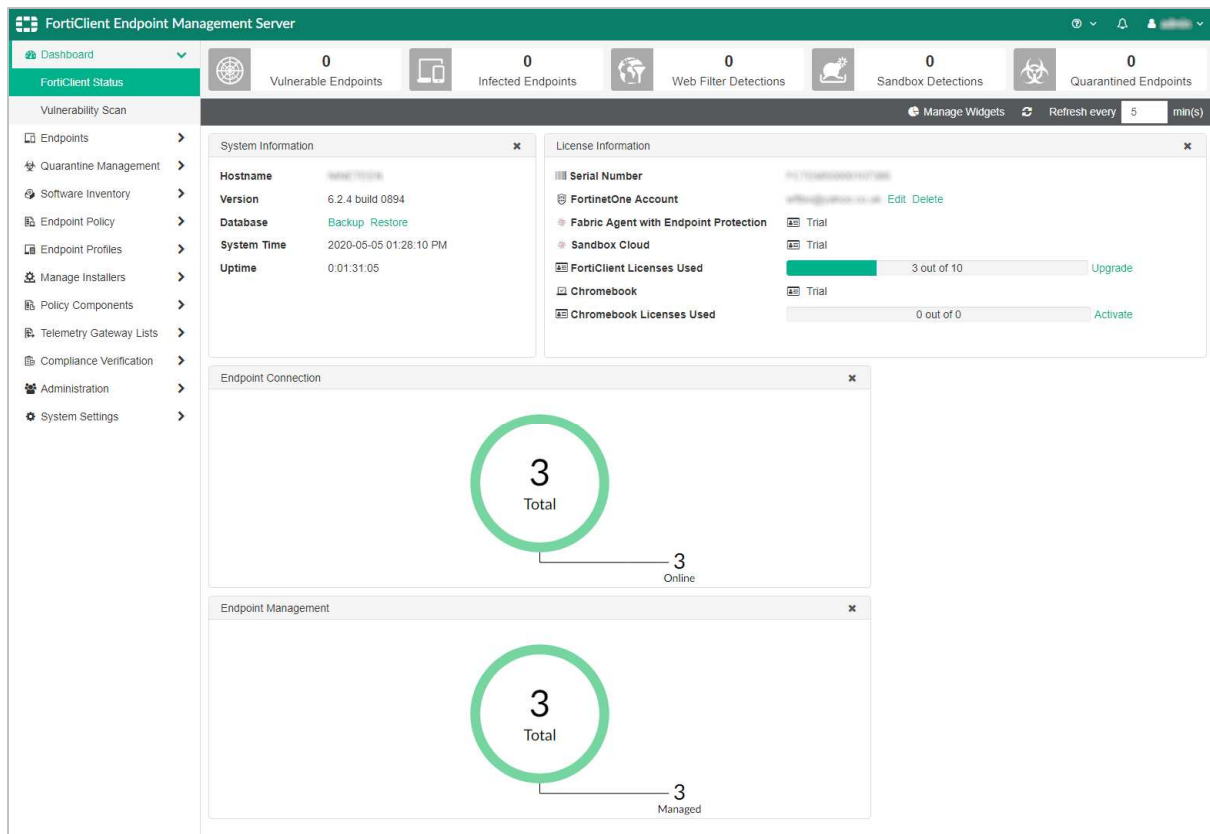 FortiClient Endpoint Management Server
Dashboard
FortiClient Status
Vulnerability Scan
Endpoints
Quarantine Management
Software Inventory
Endpoint Policy
Endpoint Profiles
Manage Installers
Policy Components
Telemetry Gateway Lists
Compliance Verification
Administration
System Settings
0
Vulnerable Endpoints
0
Infected Endpoints
0
Web Filter Detections
0
Sandbox Detections
0
Quarantined Endpoints
Manage Widgets Refresh every 5 min(s)
System Information
Hostname
Version 6.2.4 build 0894
Database Backup Restore
System Time 2020-05-05 01:28:10 PM
Uptime 0:01:31:05
License Information
Serial Number
FortinetOne Account Edit Delete
Fabric Agent with Endpoint Protection Trial
Sandbox Cloud Trial
FortiClient Licenses Used 3 out of 10 Upgrade
Chromebook Trial
Chromebook Licenses Used 0 out of 0 Activate
Endpoint Connection
3
Total
3
Online
Endpoint Management
3
Total
3
Managed